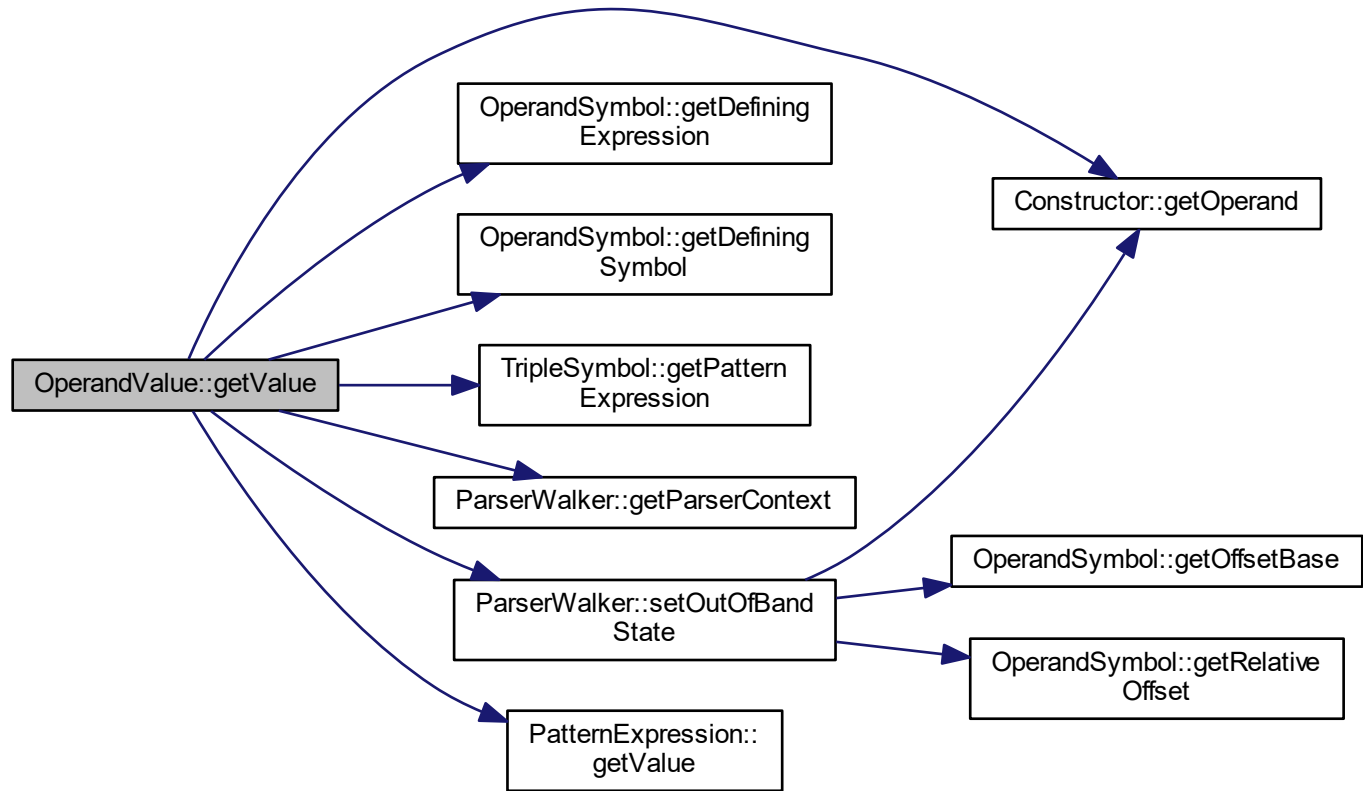 OperandValue::getValue
OperandSymbol::getDefining
Expression
OperandSymbol::getDefining
Symbol
TripleSymbol::getPattern
Expression
ParserWalker::getParserContext
ParserWalker::setOutOfBand
State
PatternExpression::
getValue
Constructor::getOperand
OperandSymbol::getOffsetBase
OperandSymbol::getRelative
Offset